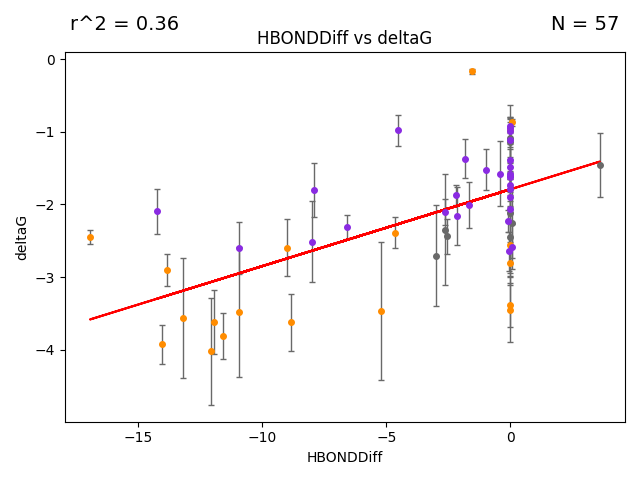 r^2 = 0.36
N = 57
HBONDDiff vs deltaG
0
−1
−2
−3
−4
deltaG
−15
−10
−5
0
HBONDDiff